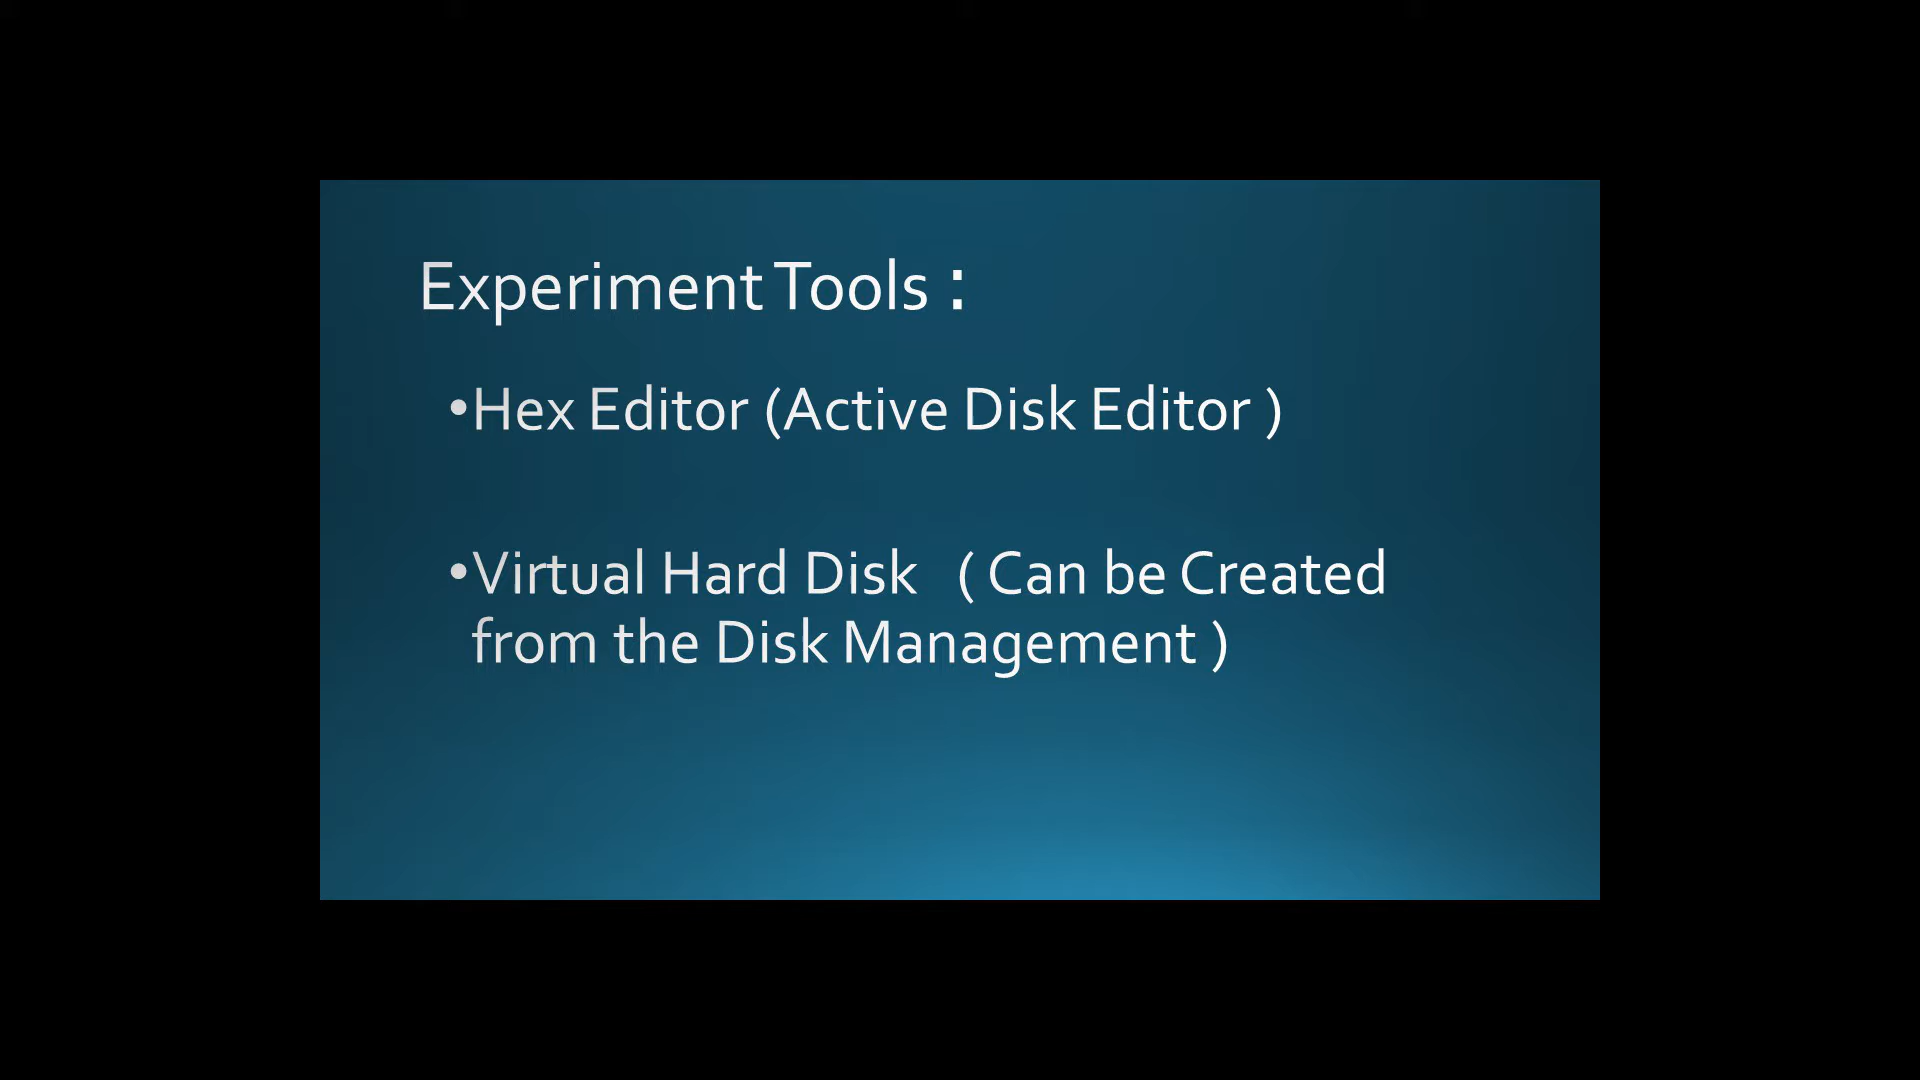 Experiment Tools :
•Hex Editor (Active Disk Editor )
•Virtual Hard Disk ( Can be Created
from the Disk Management )